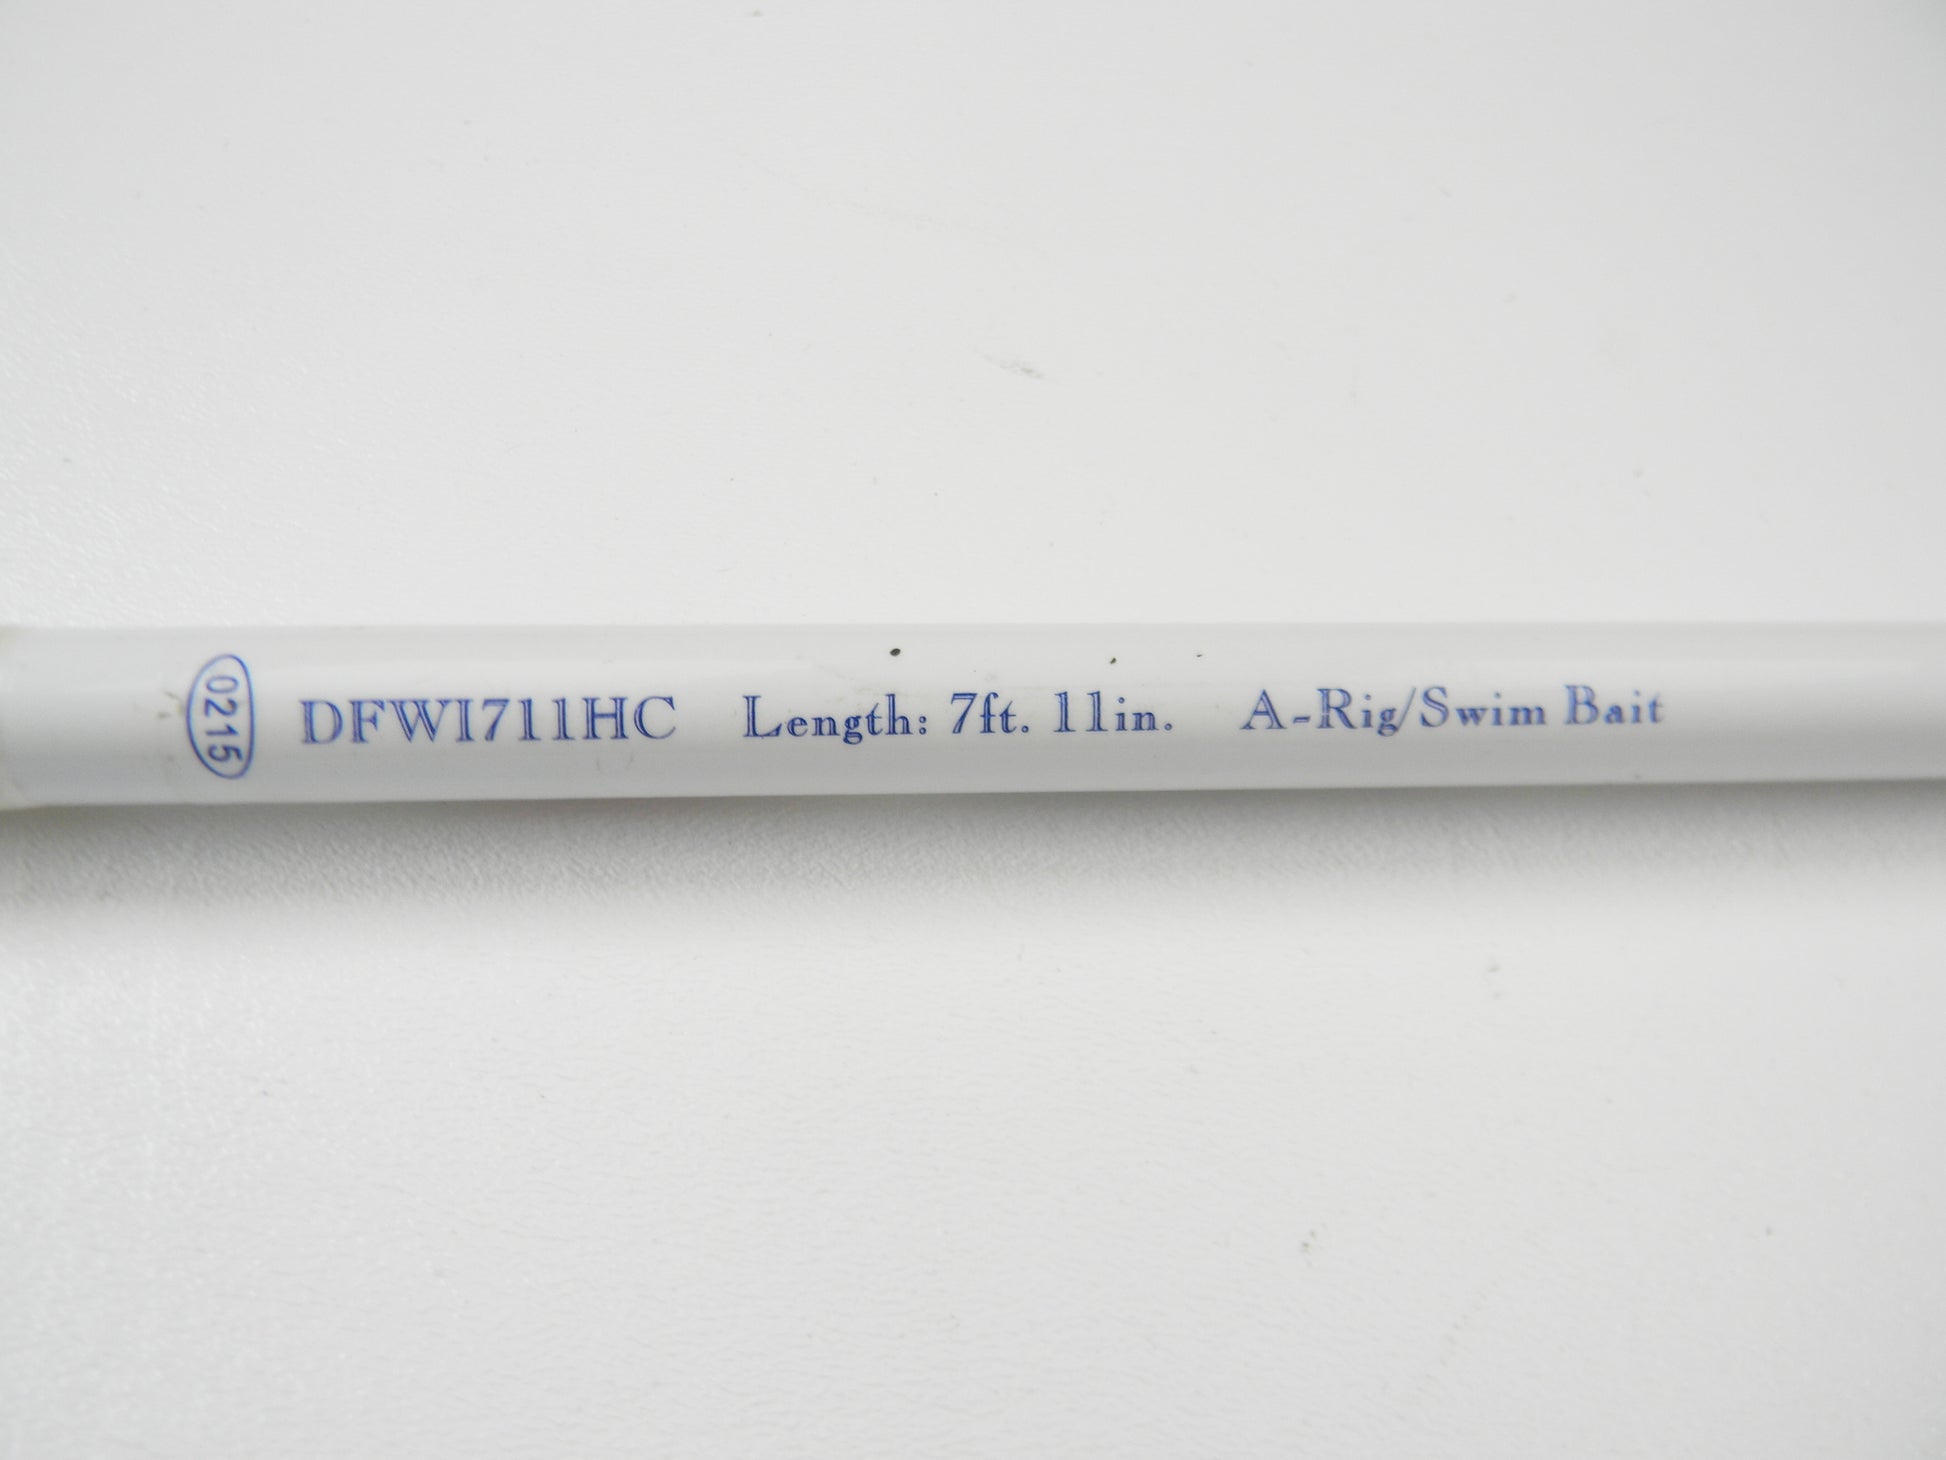 0215
DFWI711HC Length: 7ft. 11in. A-Rig/Swim Bait